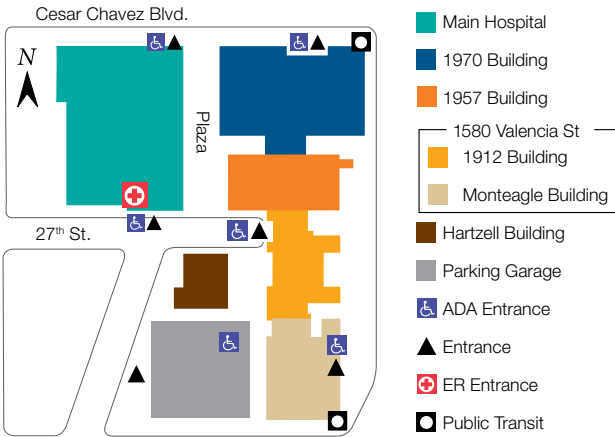 Cesar Chavez Blvd.
N
Plaza
27th St.
Main Hospital
1970 Building
1957 Building
1580 Valencia St
1912 Building
Monteagle Building
Hartzell Building
Parking Garage
ADA Entrance
Entrance
ER Entrance
Public Transit